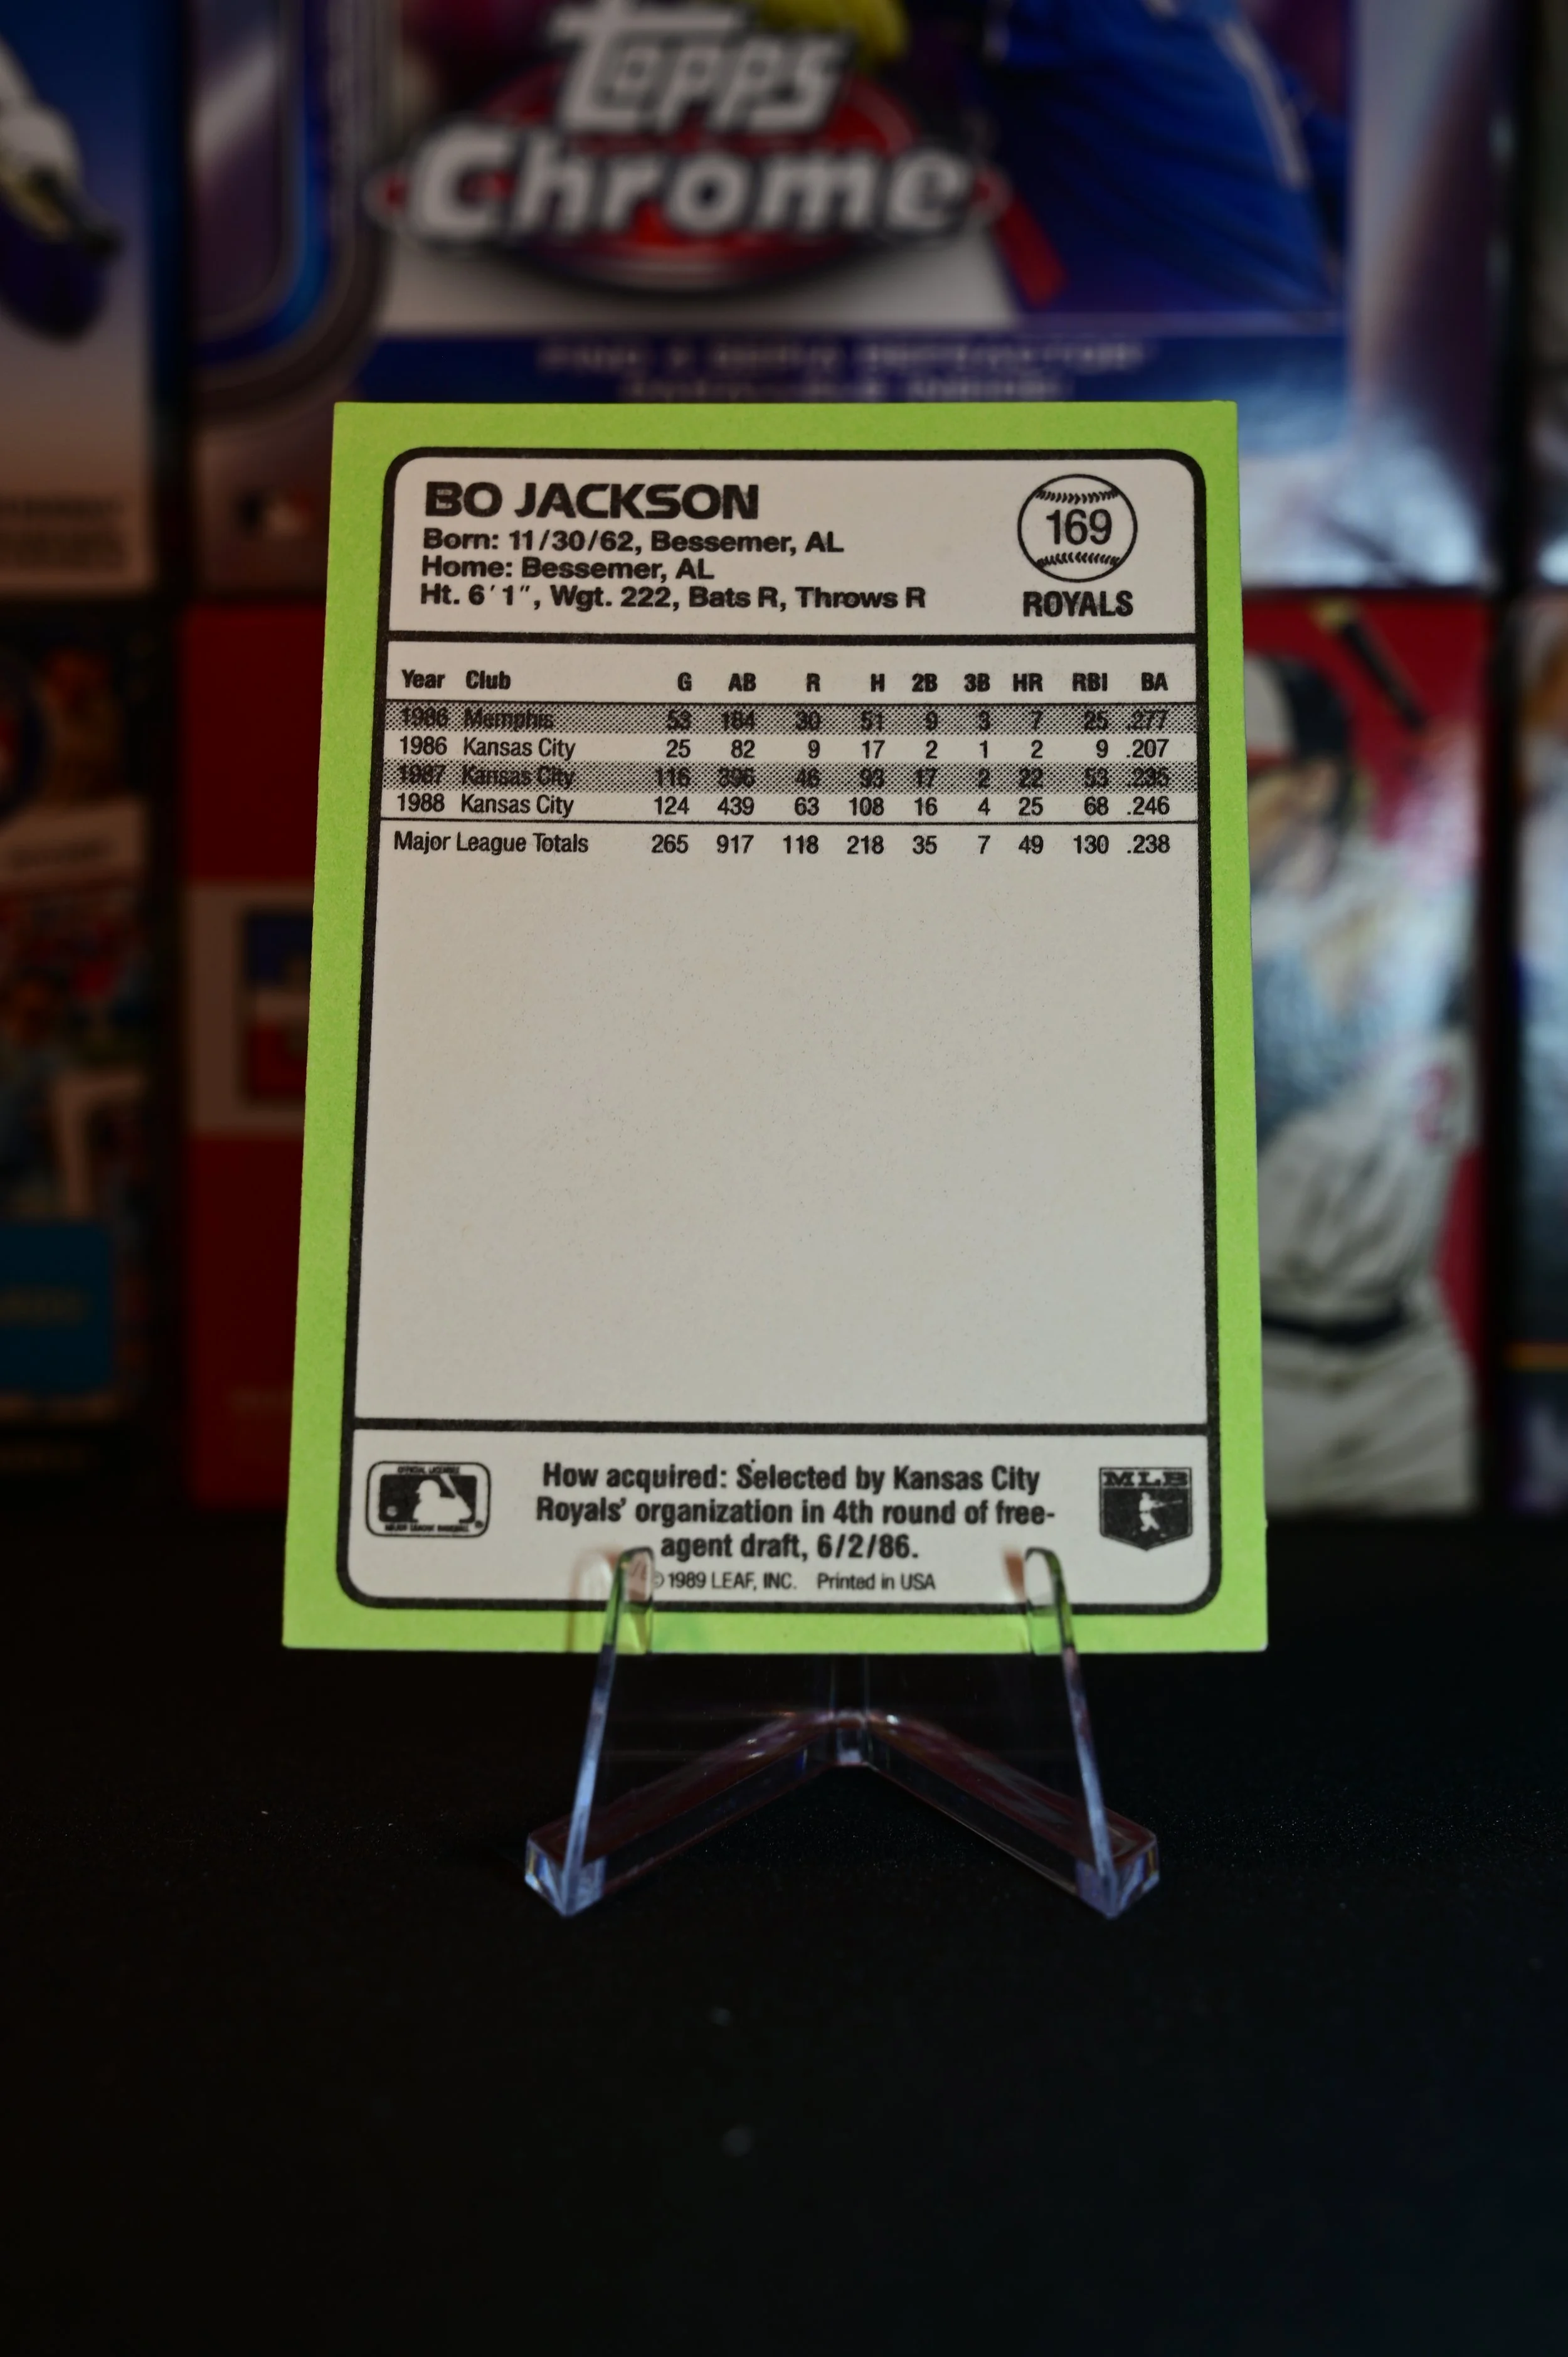 Topps
Chrome
BO JACKSON
Born: 11/30/62, Bessemer, AL
Home: Bessemer, AL
Ht. 6'1", Wgt. 222, Bats R, Throws R
169
ROYALS
Year Club G AB R H 2B 3B HR RBI BA
1986 Memphis 53 184 30 51 9 3 7 25 .277
1986 Kansas City 25 82 9 17 2 1 2 9 .207
1987 Kansas City 116 396 46 93 17 2 22 53 .235
1988 Kansas City 124 439 63 108 16 4 25 68 .246
Major League Totals 265 917 118 218 35 7 49 130 .238
How acquired: Selected by Kansas City
Royals' organization in 4th round of free-
agent draft, 6/2/86.
© 1989 LEAF, INC. Printed in USA
OFFICIAL LICENSEE
MAJOR LEAGUE BASEBALL
®
MLB